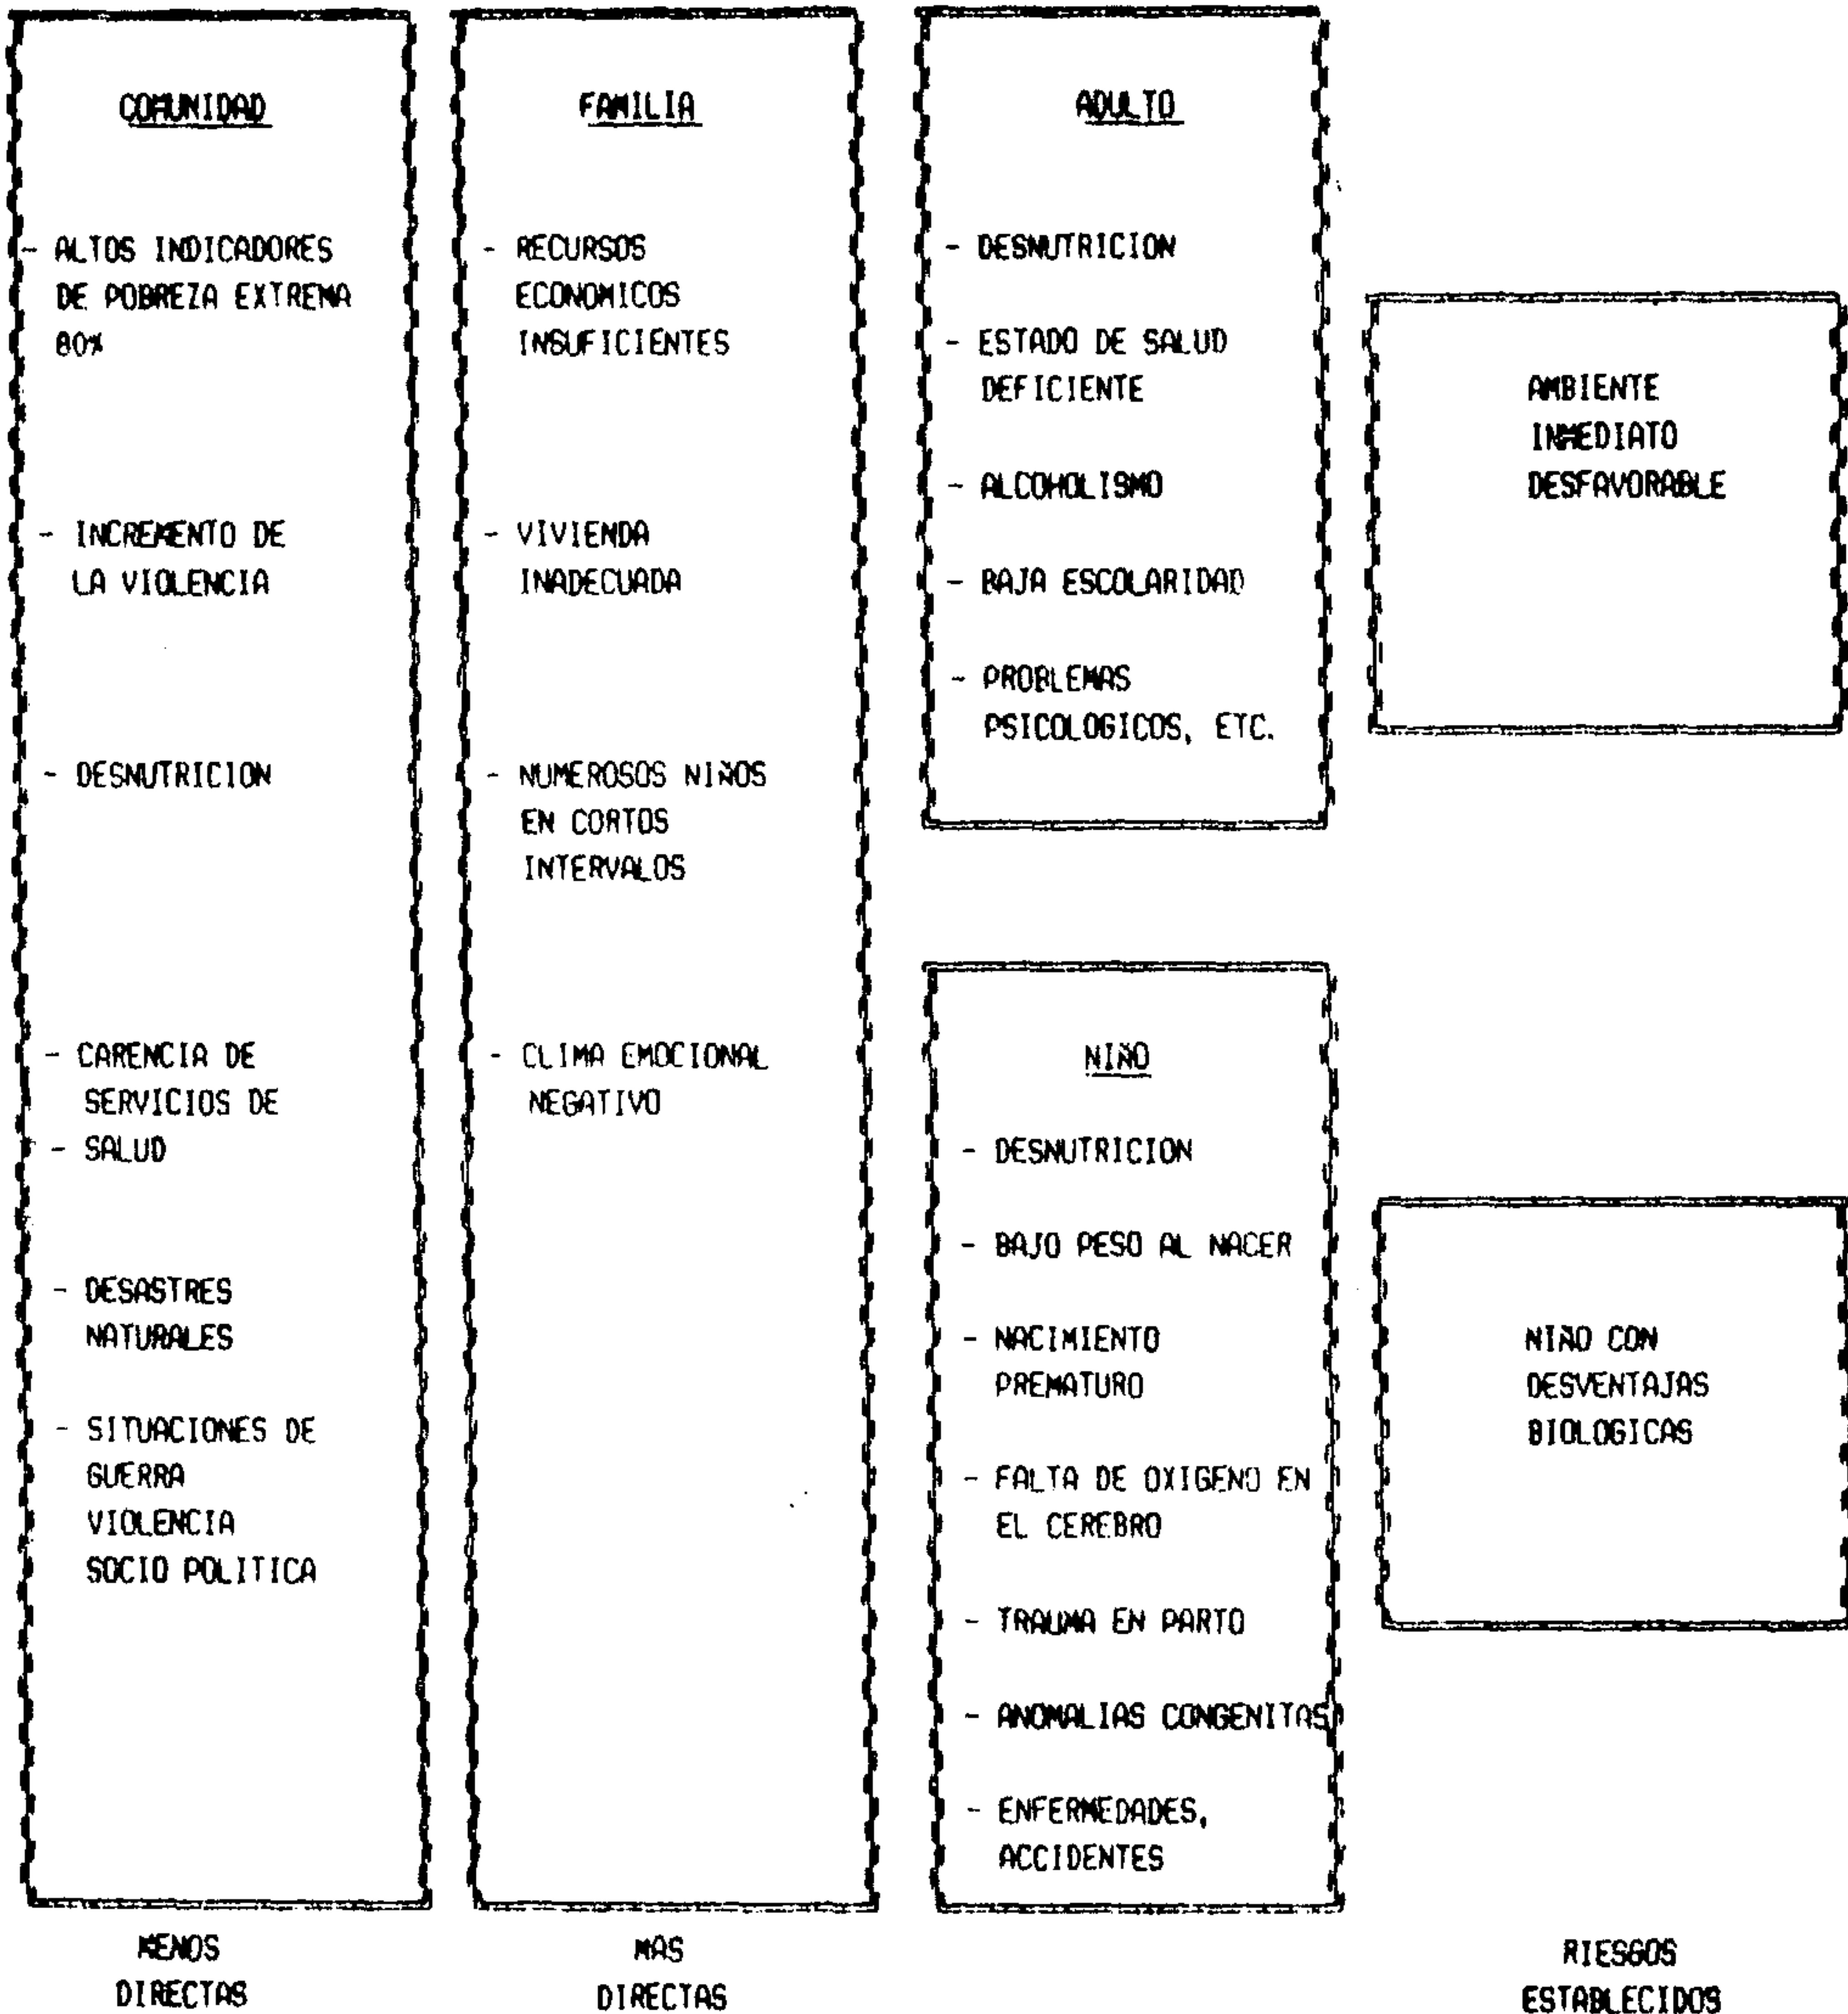 COMUNIDAD
- ALTOS INDICADORES
DE POBREZA EXTREMA
80%
- INCREMENTO DE
LA VIOLENCIA
- DESNUTRICION
- CARENCIA DE
SERVICIOS DE
- SALUD
- DESASTRES
NATURALES
- SITUACIONES DE
GUERRA
VIOLENCIA
SOCIO POLITICA
MENOS
DIRECTAS
FAMILIA
- RECURSOS
ECONOMICOS
INSUFICIENTES
- VIVIENDA
INADECUADA
- NUMEROSOS NIÑOS
EN CORTOS
INTERVALOS
- CLIMA EMOCIONAL
NEGATIVO
MAS
DIRECTAS
ADULTO
- DESNUTRICION
- ESTADO DE SALUD
DEFICIENTE
- ALCOHOLISMO
- BAJA ESCOLARIDAD
- PROBLEMAS
PSICOLOGICOS, ETC.
NIÑO
- DESNUTRICION
- BAJO PESO AL NACER
- NACIMIENTO
PREMATURO
- FALTA DE OXIGENO EN
EL CEREBRO
- TRAUMA EN PARTO
- ANOMALIAS CONGENITAS
- ENFERMEDADES,
ACCIDENTES
AMBIENTE
INMEDIATO
DESFAVORABLE
NIÑO CON
DESVENTAJAS
BIOLOGICAS
RIESGOS
ESTABLECIDOS